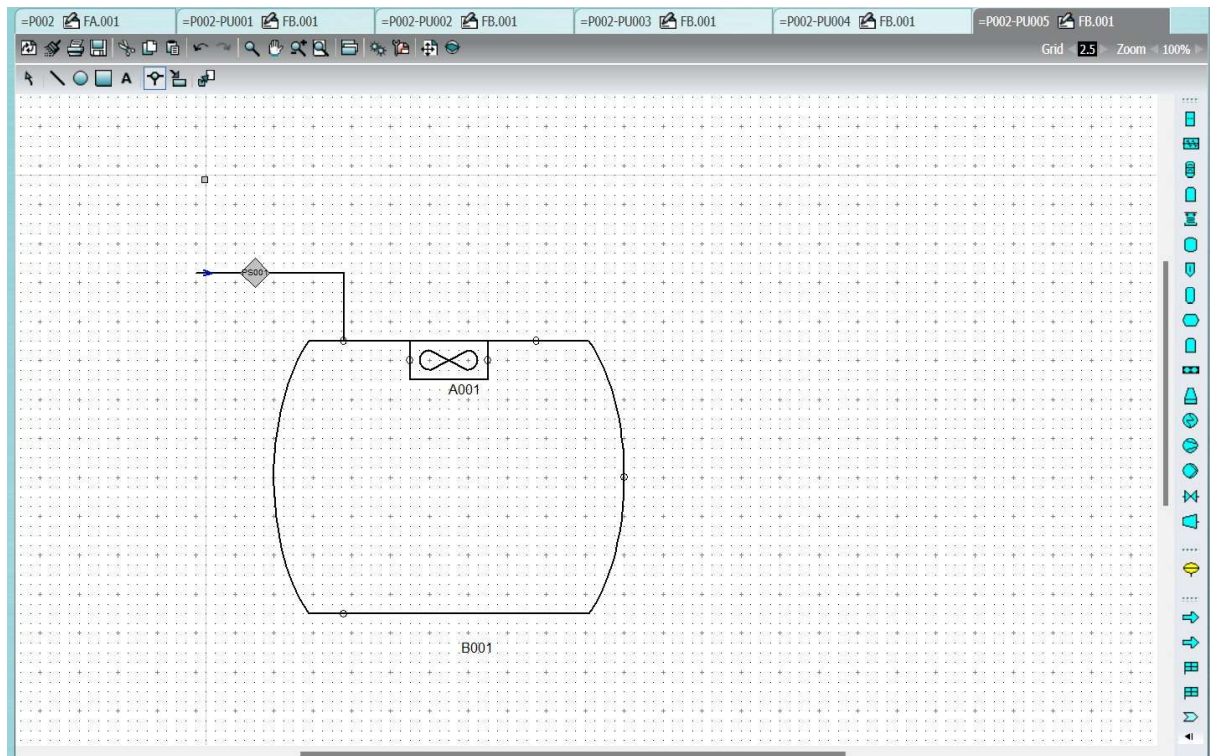 =P002 FA.001
=P002-PU001 FB.001
=P002-PU002 FB.001
=P002-PU003 FB.001
=P002-PU004 FB.001
=P002-PU005 FB.001
Grid 2.5 Zoom 100%
A
PS001
A001
B001